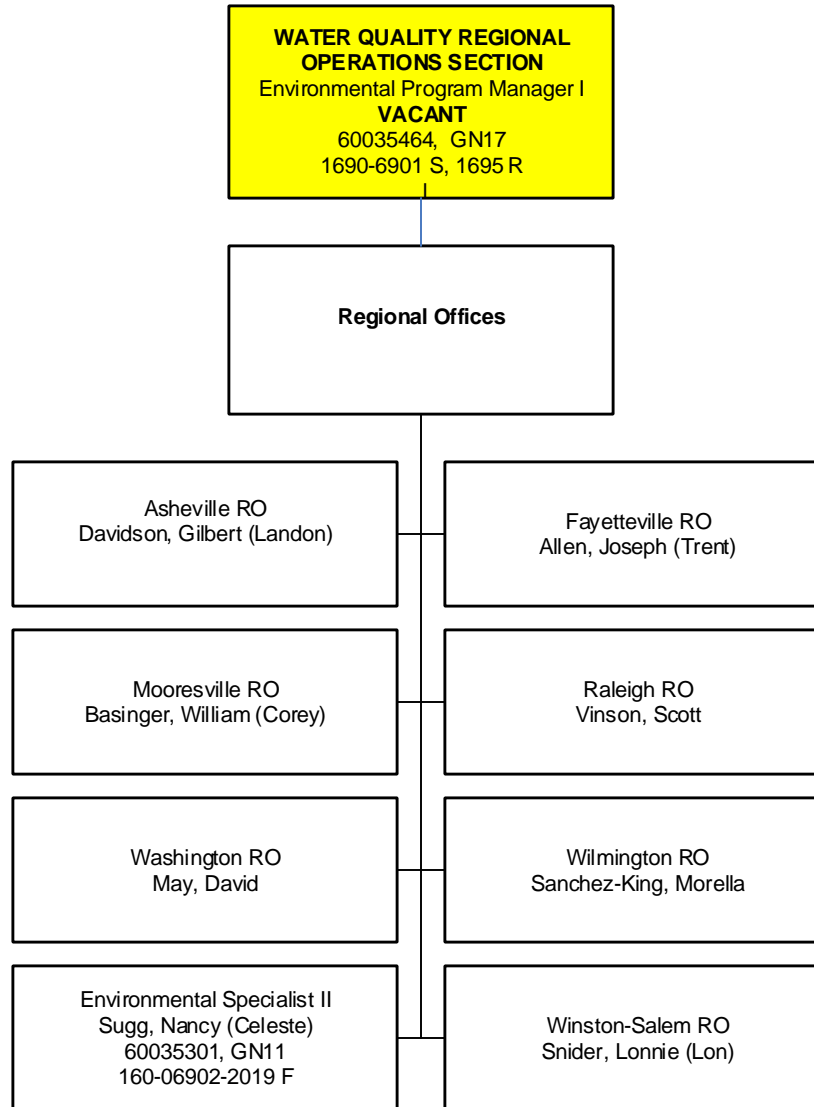 WATER QUALITY REGIONAL
OPERATIONS SECTION
Environmental Program Manager I
VACANT
60035464, GN17
1690-6901 S, 1695 R
Regional Offices
Asheville RO
Davidson, Gilbert (Landon)
Fayetteville RO
Allen, Joseph (Trent)
Mooresville RO
Basinger, William (Corey)
Raleigh RO
Vinson, Scott
Washington RO
May, David
Wilmington RO
Sanchez-King, Morella
Environmental Specialist II
Sugg, Nancy (Celeste)
60035301, GN11
160-06902-2019 F
Winston-Salem RO
Snider, Lonnie (Lon)